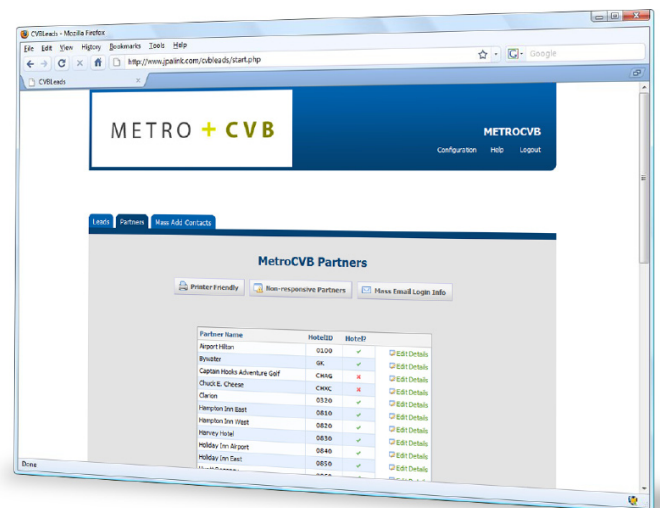 CVBLeads - Mozilla Firefox
File Edit View History Bookmarks Tools Help
http://www.jpalink.com/cvbleads/start.php
Google
CVBLeads
METRO + CVB
METROCVB
Configuration Help Logout
Leads Partners Mass Add Contacts
MetroCVB Partners
Printer Friendly Non-responsive Partners Mass Email Login Info
Partner Name HotelID Hotel?
Airport Hilton 0100 Edit Details
Bywater GK Edit Details
Captain Hooks Adventure Golf CHAG Edit Details
Chuck E. Cheese Edit Details
Clarion 0320 Edit Details
Hampton Inn East 0810 Edit Details
Hampton Inn West 0820 Edit Details
Harvey Hotel 0830 Edit Details
Holiday Inn Airport 0840 Edit Details
Holiday Inn East 0850 Edit Details
Done